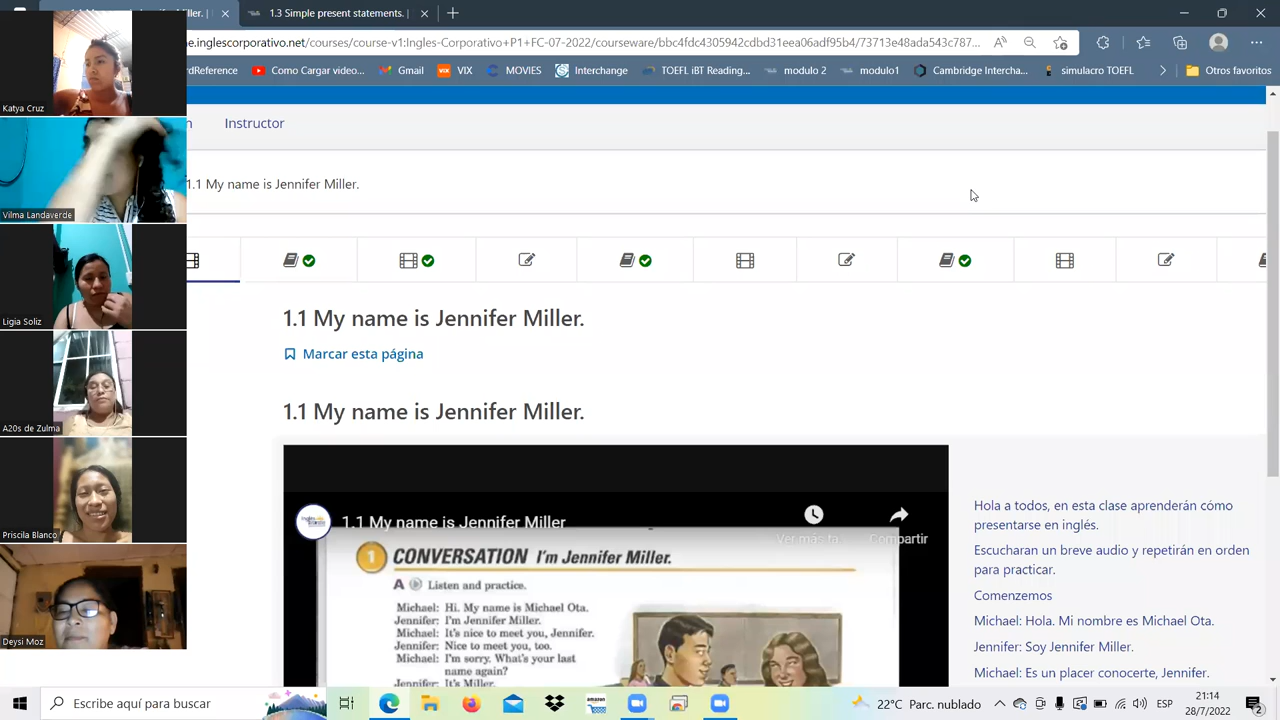 ller.
1.3 Simple present statements.
e.inglescorporativo.net/courses/course-v1:Ingles-Corporativo+P1+FC-07-2022/courseware/bbc4fdc4305942cdbd31eea06adf95b4/7371
rdReference
Como Cargar video...
Gmail
VIX
Interchange
TOEFL iBT Reading...
módulo 2
modulo1
Cambridge Intercha...
simulacro TOEFL
Otros favoritos
n
Instructor
1.1 My name is Jennifer Miller.
1.1 My name is Jennifer Miller.
Marcar esta página
1.1 My name is Jennifer Miller.
1.1 My name is Jennifer Miller
Ver más ta...
Compartir
1 CONVERSATION I'm Jennifer Miller.
A Listen and practice.
Michael: Hi. My name is Michael Ota.
Jennifer: I'm Jennifer Miller.
Michael: It's nice to meet you, Jennifer.
Jennifer: Nice to meet you, too.
Michael: I'm sorry. What's your last
name again?
Jennifer: It's Miller.
Hola a todos, en esta clase aprenderán cómo
presentarse en inglés.
Escucharan un breve audio y repetirán en orden
para practicar.
Comenzemos
Michael: Hola. Mi nombre es Michael Ota.
Jennifer: Soy Jennifer Miller.
Michael: Es un placer conocerte, Jennifer.
Katya Cruz
Vilma Landaverde
Ligia Soliz
A20s de Zulma
Priscila Blanco
Deysi Moz
Escribe aquí para buscar
amazon
22°C Parc. nublado
ESP
21:14
28/7/2022
2